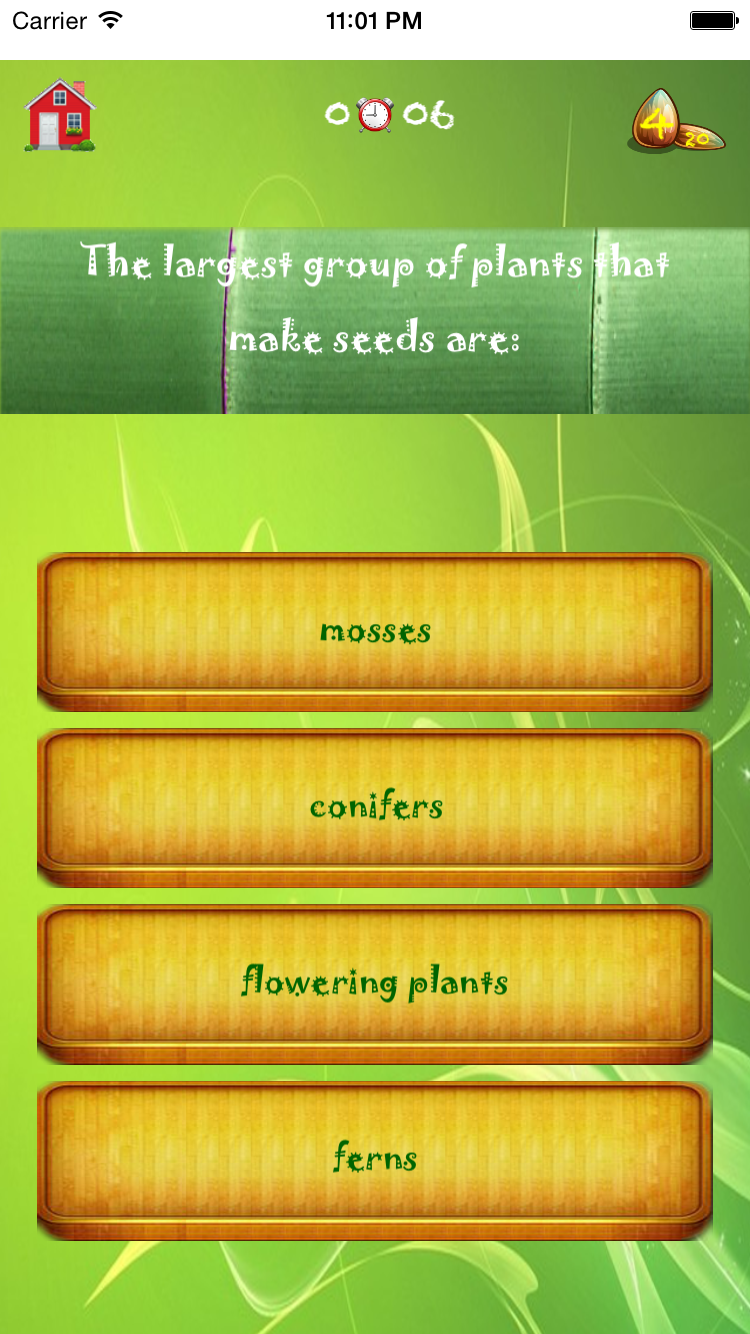 Carrier 11:01 PM
0 06
4 20
The largest group of plants that
make seeds are:
mosses
conifers
flowering plants
ferns